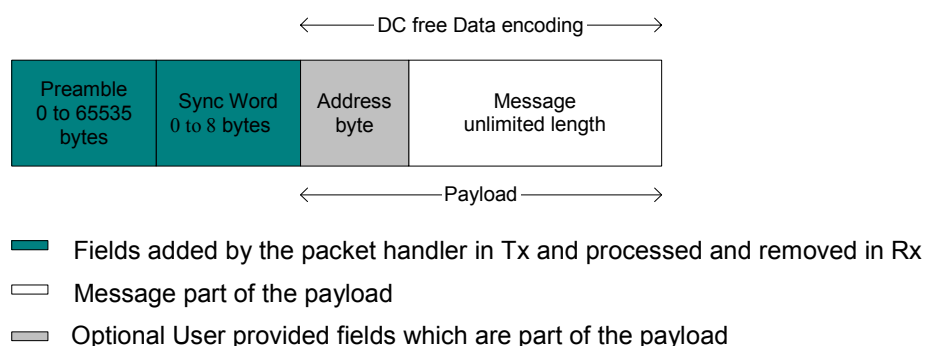 DC free Data encoding
Preamble
0 to 65535
bytes
Sync Word
0 to 8 bytes
Address
byte
Message
unlimited length
Payload
Fields added by the packet handler in Tx and processed and removed in Rx
Message part of the payload
Optional User provided fields which are part of the payload